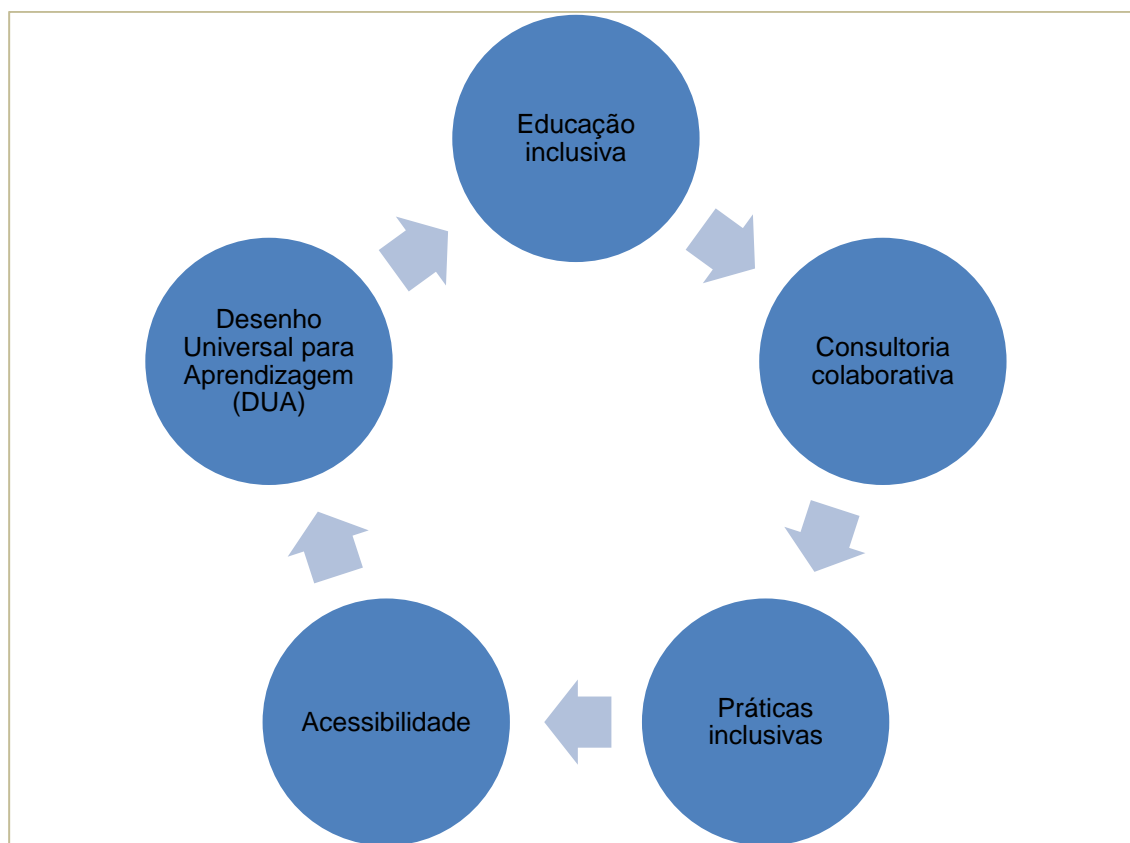 Educação
inclusiva
Consultoria
colaborativa
Práticas
inclusivas
Acessibilidade
Desenho
Universal para
Aprendizagem
(DUA)